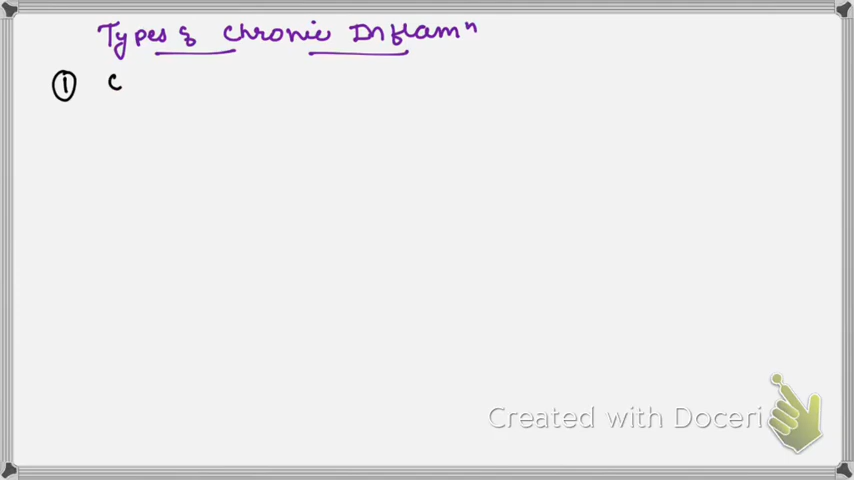 Types of Chronic Inflamⁿ
① C
Created with Doceri